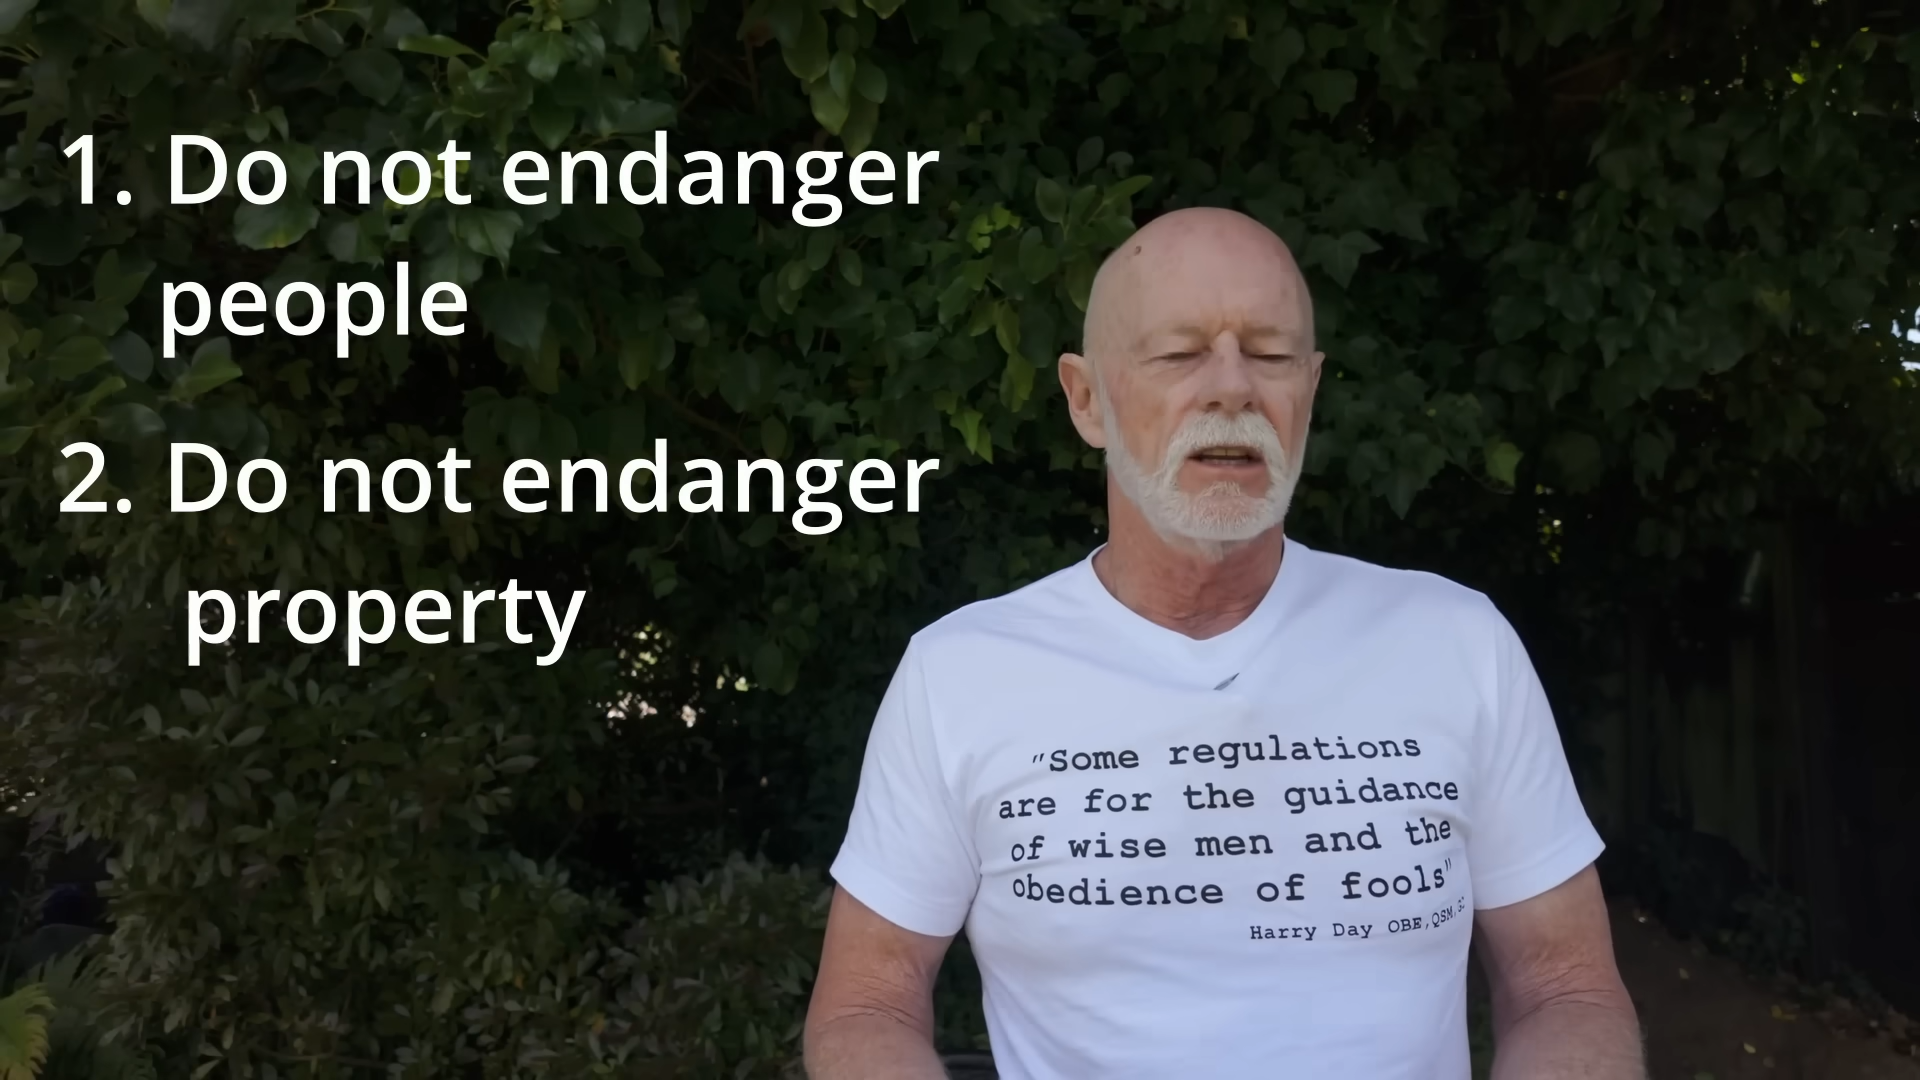 1. Do not endanger
people
2. Do not endanger
property
"Some regulations
are for the guidance
of wise men and the
obedience of fools"
Harry Day OBE,QSM,